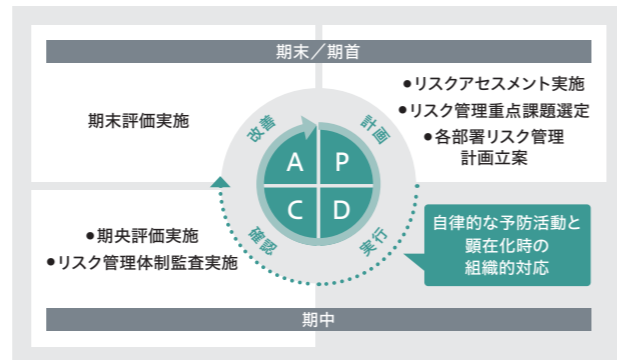 期末／期首
期末評価実施
●リスクアセスメント実施
●リスク管理重点課題選定
●各部署リスク管理
計画立案
改善
計画
A
P
C
D
確認
実行
●期央評価実施
●リスク管理体制監査実施
自律的な予防活動と
顕在化時の
組織的対応
期中